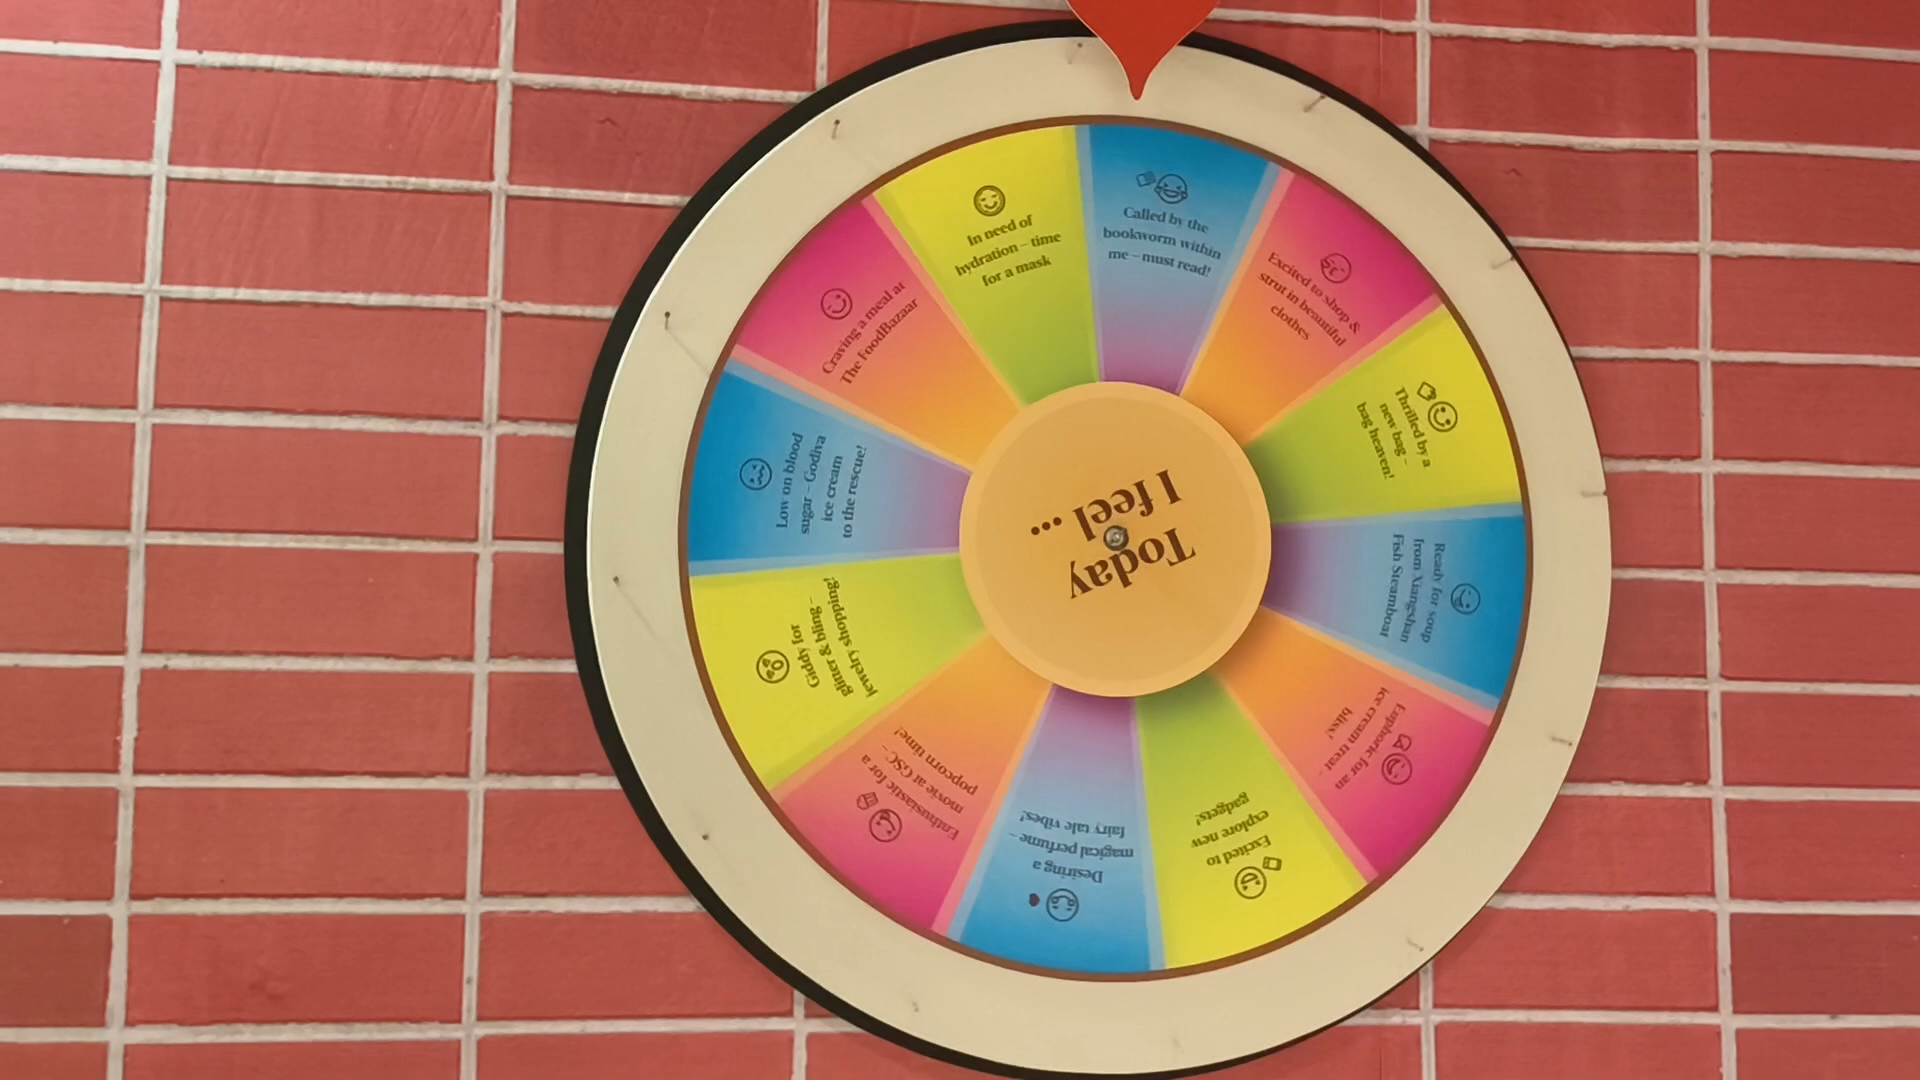 Today
I feel ...
Called by the
bookworm within
me – must read!
Excited to shop &
strut in beautiful
clothes
Thrilled by a
new bag –
bag heaven!
Ready for soup
from Xiangshan
Fish Steamboat
Euphoric for an
ice cream treat –
bliss!
Excited to
explore new
gadgets!
Desiring a
magical perfume –
fairy tale vibes!
Enthusiastic for a
movie at GSC –
popcorn time!
Giddy for
glitter & bling –
jewelry shopping!
Low on blood
sugar – Godiva
ice cream
to the rescue!
Craving a meal at
The FoodBazaar
In need of
hydration – time
for a mask